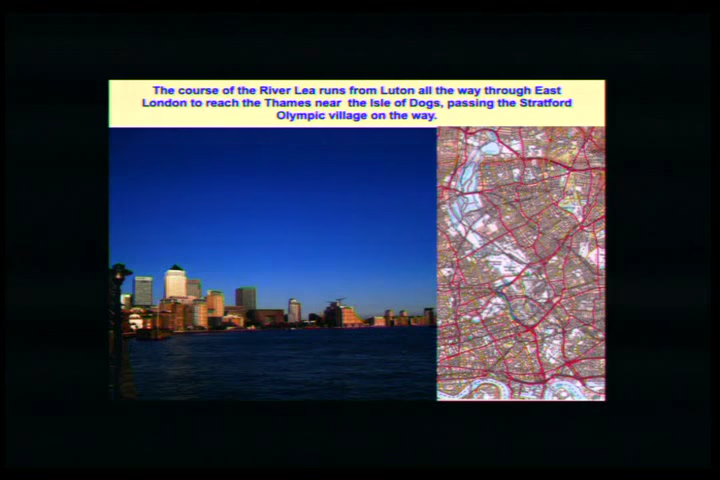 The course of the River Lea runs from Luton all the way through East
London to reach the Thames near the Isle of Dogs, passing the Stratford
Olympic village on the way.